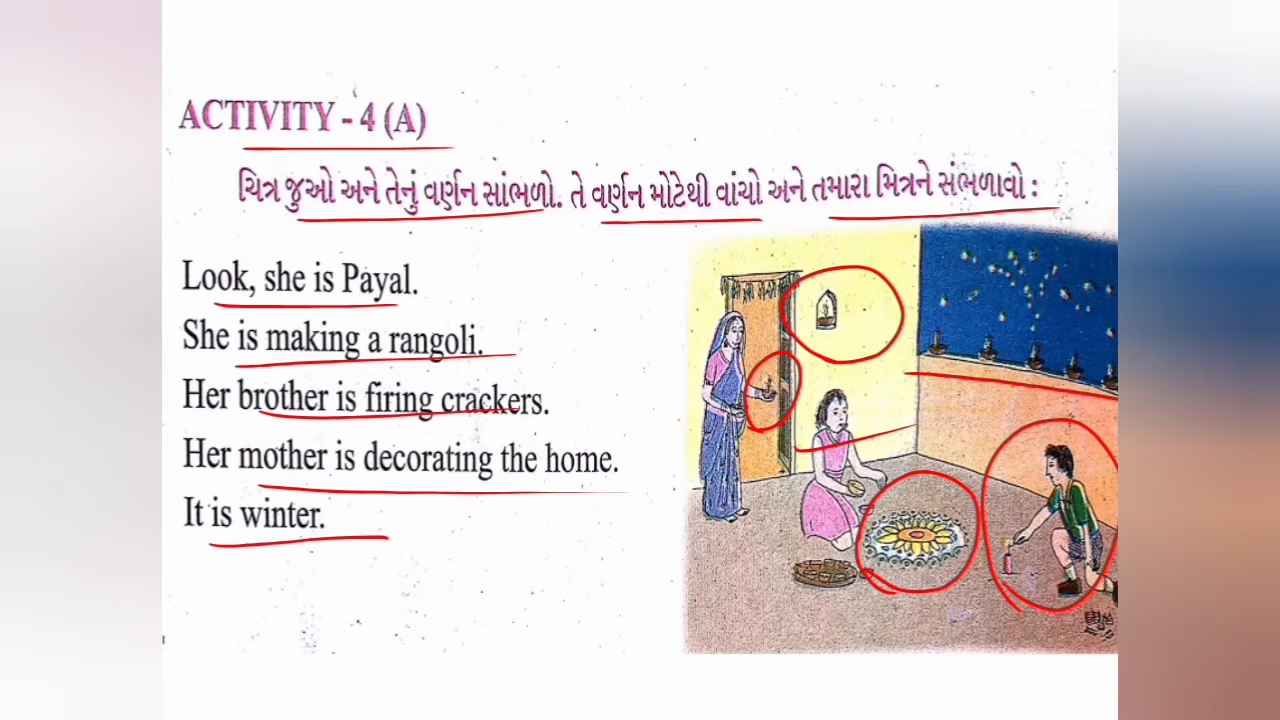 ACTIVITY - 4 (A)
ચિત્ર જુઓ અને તેનું વર્ણન સાંભળો. તે વર્ણન મોટેથી વાંચો અને તમારા મિત્રને સંભળાવો :
Look, she is Payal.
She is making a rangoli.
Her brother is firing crackers.
Her mother is decorating the home.
It is winter.